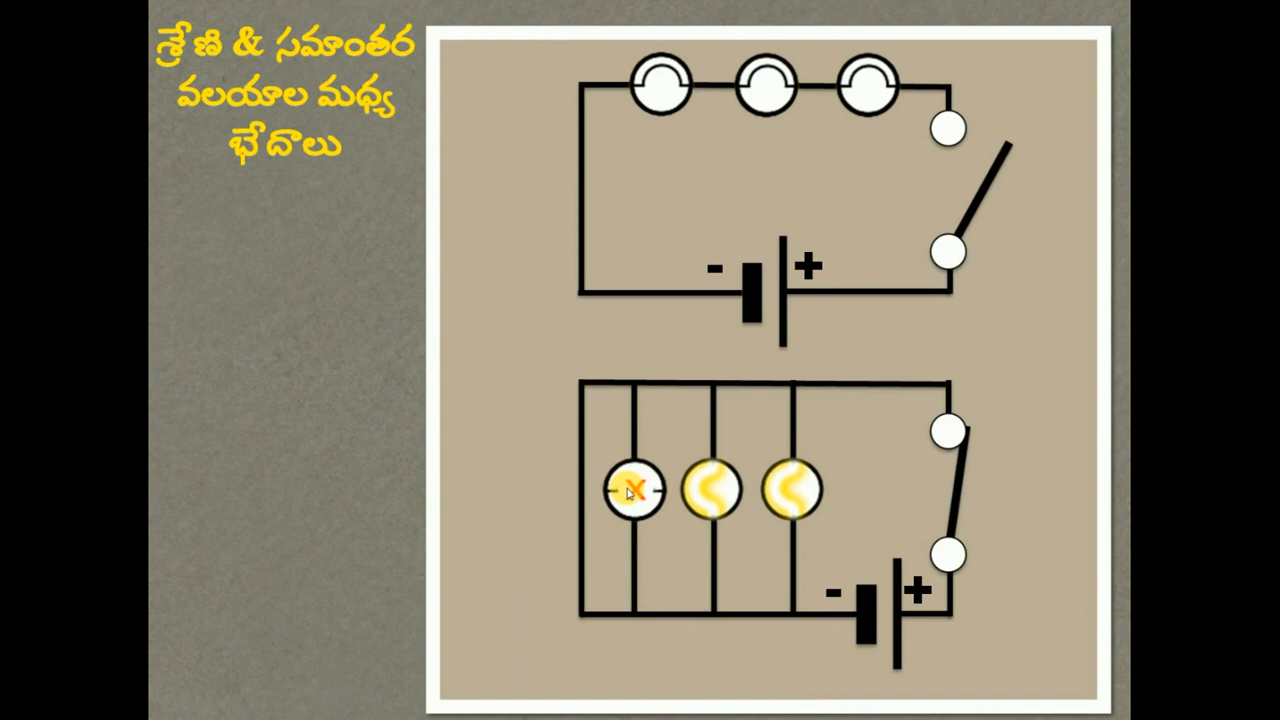 శ్రేణి & సమాంతర
వలయాల మధ్య
భేదాలు
- +
X
- +